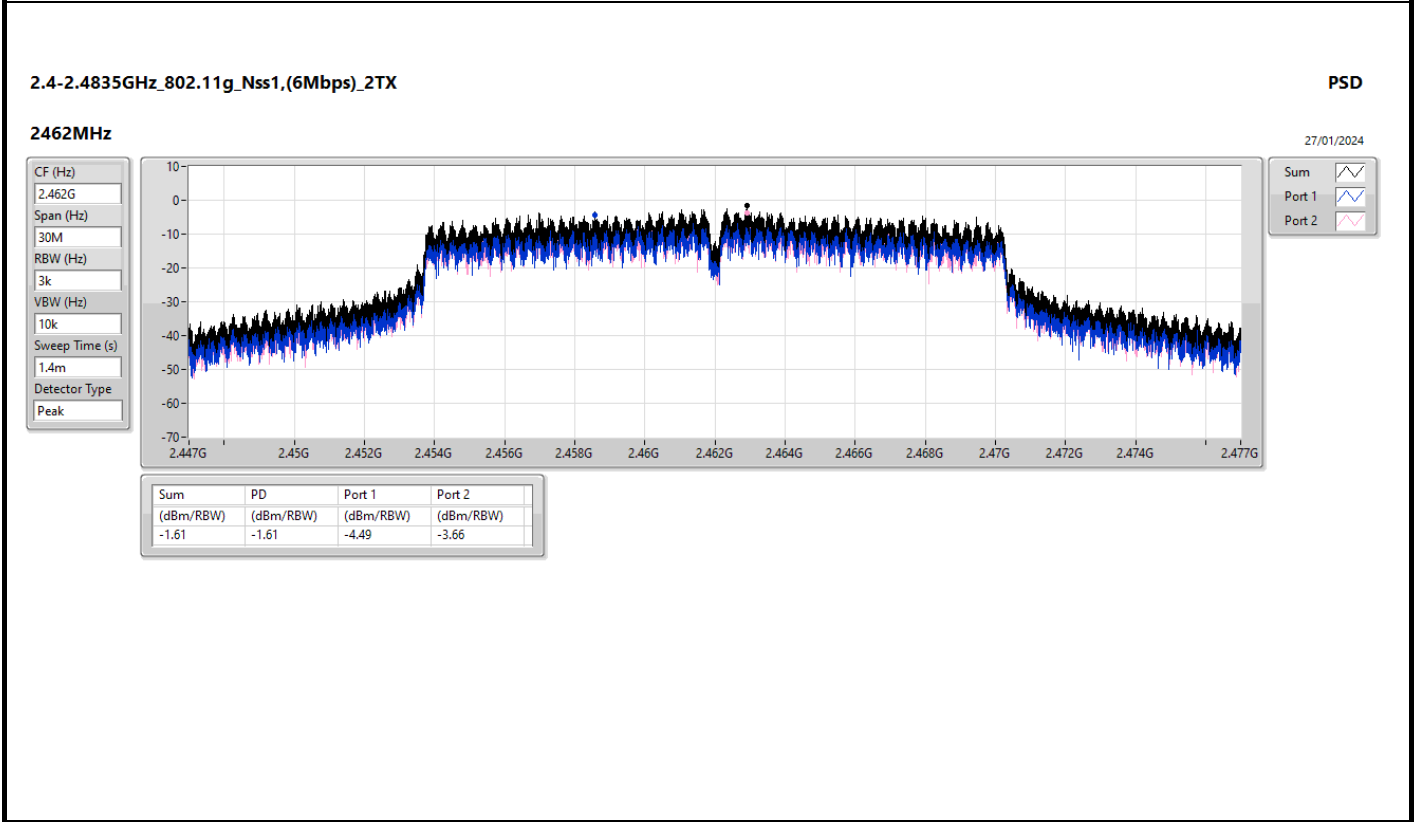 2.4-2.4835GHz_802.11g_Nss1,(6Mbps)_2TX
PSD
2462MHz
27/01/2024
CF (Hz)
2.462G
Span (Hz)
30M
RBW (Hz)
3k
VBW (Hz)
10k
Sweep Time (s)
1.4m
Detector Type
Peak
10
0
-10
-20
-30
-40
-50
-60
-70
2.447G 2.45G 2.452G 2.454G 2.456G 2.458G 2.46G 2.462G 2.464G 2.466G 2.468G 2.47G 2.472G 2.474G 2.477G
Sum
Port 1
Port 2
Sum PD Port 1 Port 2
(dBm/RBW) (dBm/RBW) (dBm/RBW) (dBm/RBW)
-1.61 -1.61 -4.49 -3.66